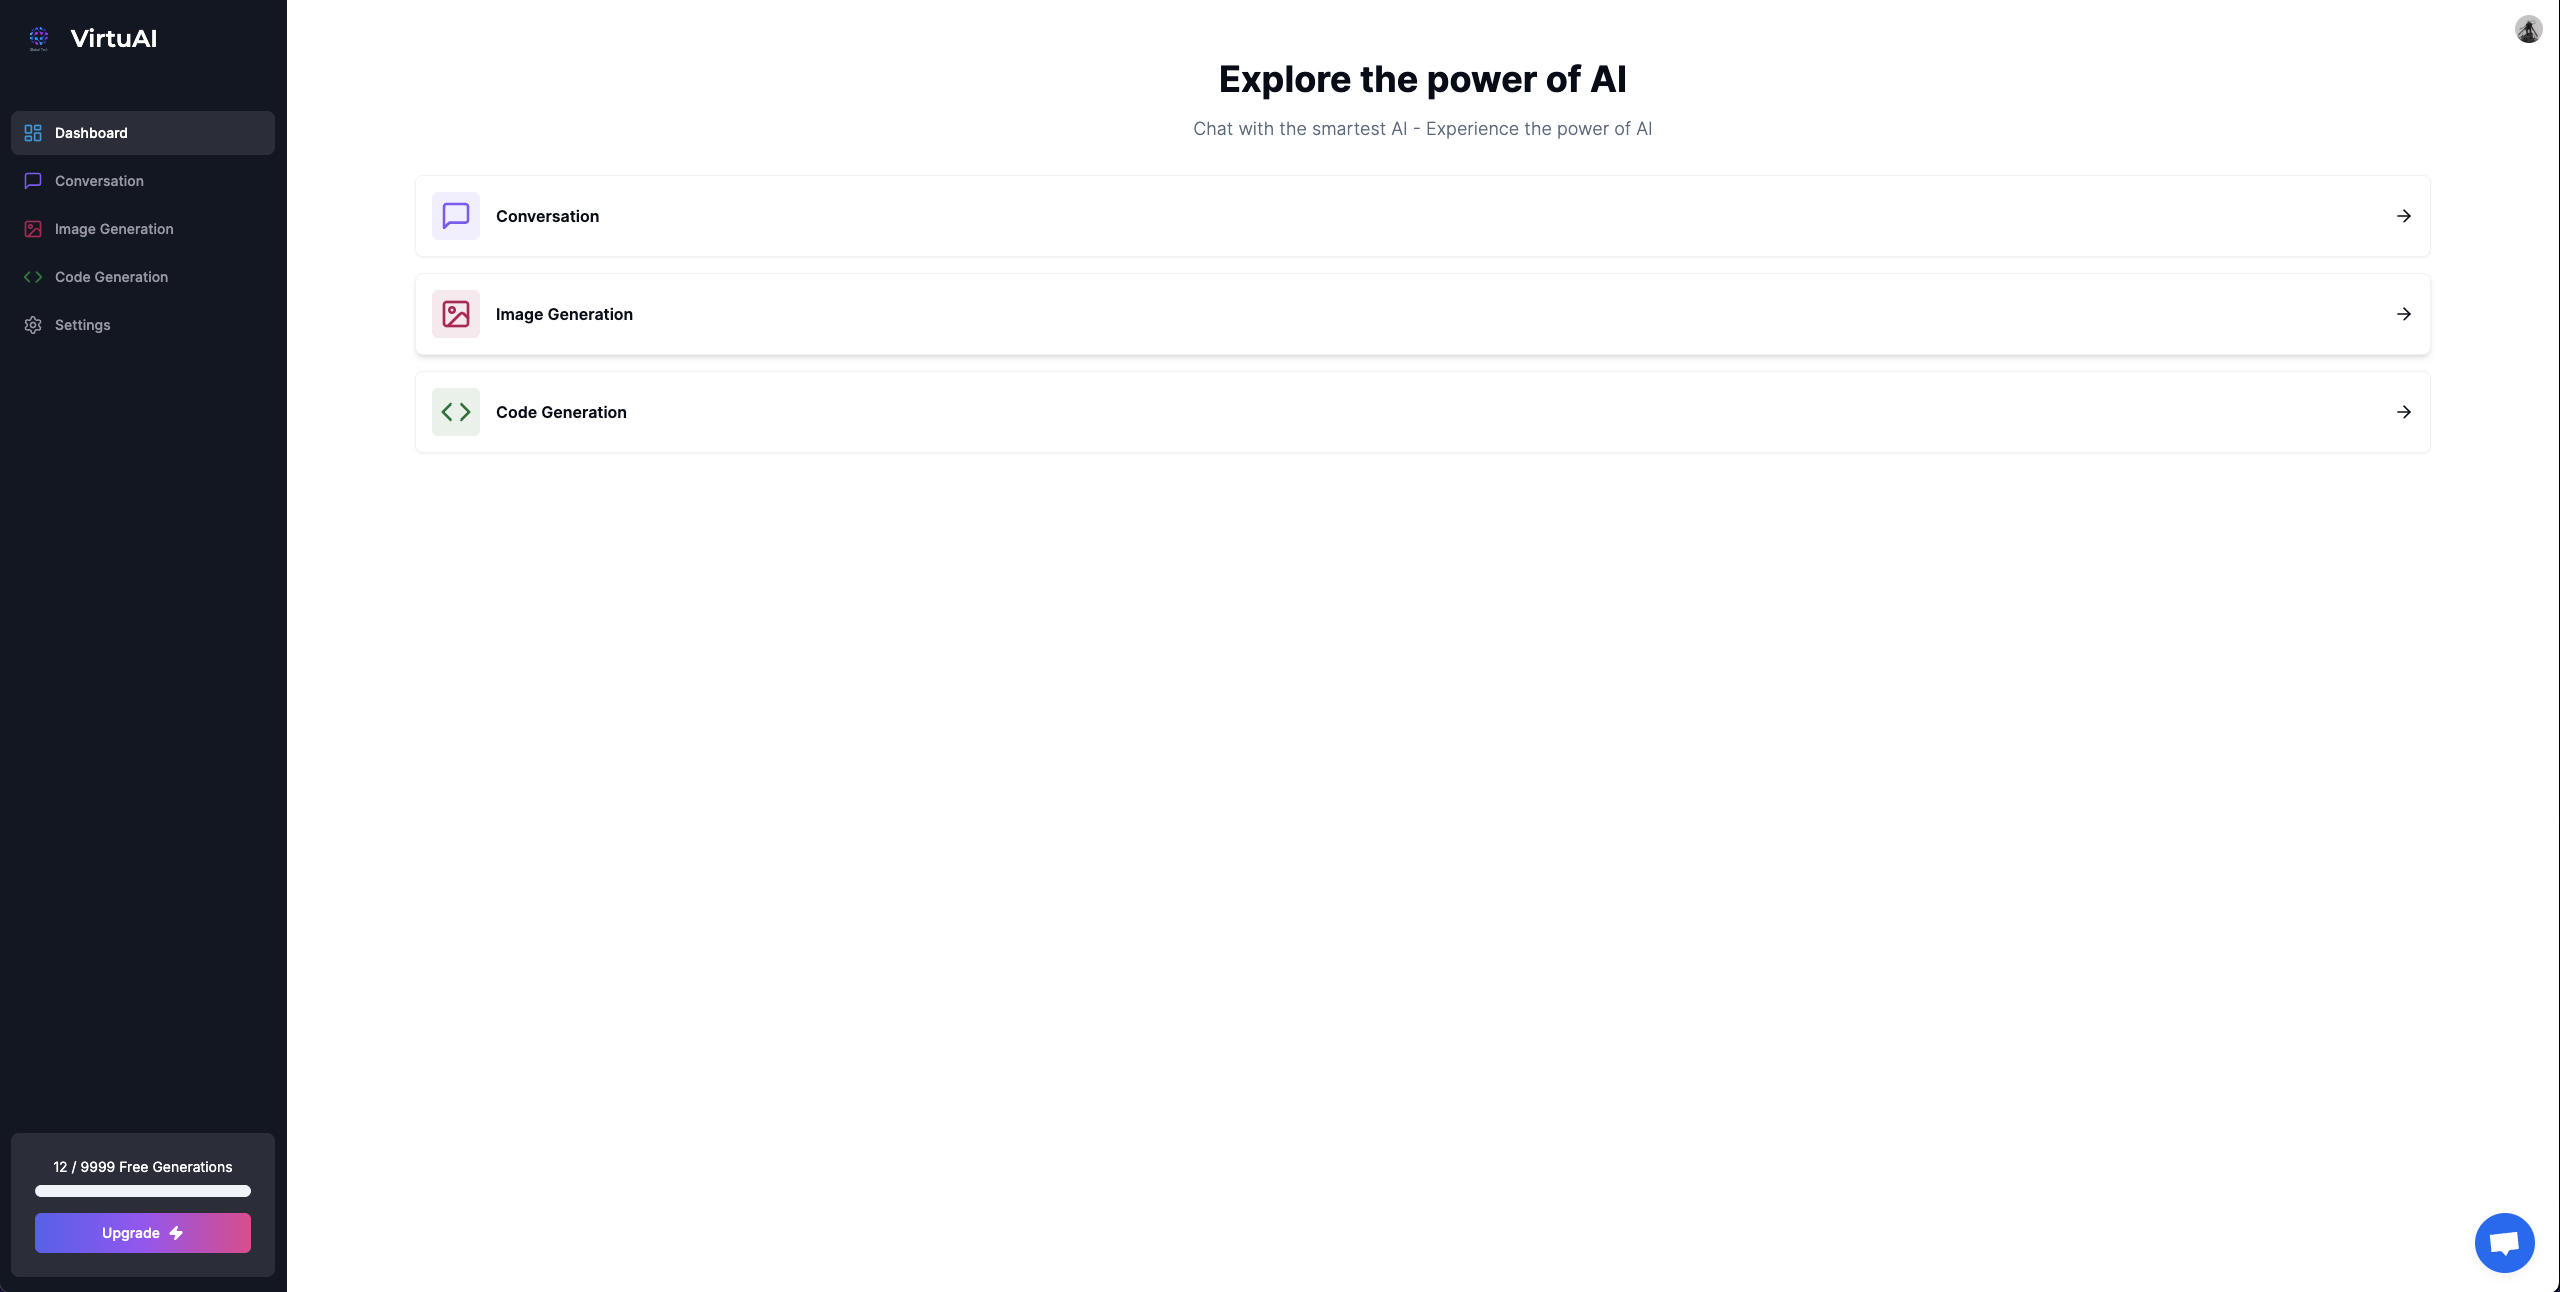 VirtuAI
Dashboard
Conversation
Image Generation
Code Generation
Settings
12 / 9999 Free Generations
Upgrade
Explore the power of AI
Chat with the smartest AI - Experience the power of AI
Conversation
Image Generation
Code Generation